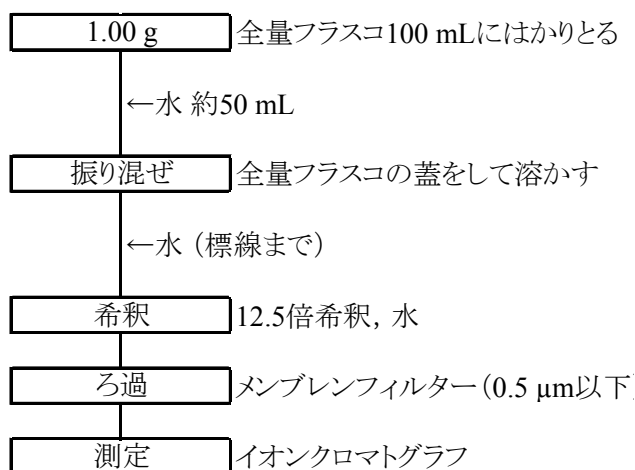 1.00 g 全量フラスコ100 mLにはかりとる
←水 約50 mL
振り混ぜ 全量フラスコの蓋をして溶かす
←水 (標線まで)
希釈 12.5倍希釈, 水
ろ過 メンブレンフィルター(0.5 µm以下)
測定 イオンクロマトグラフ